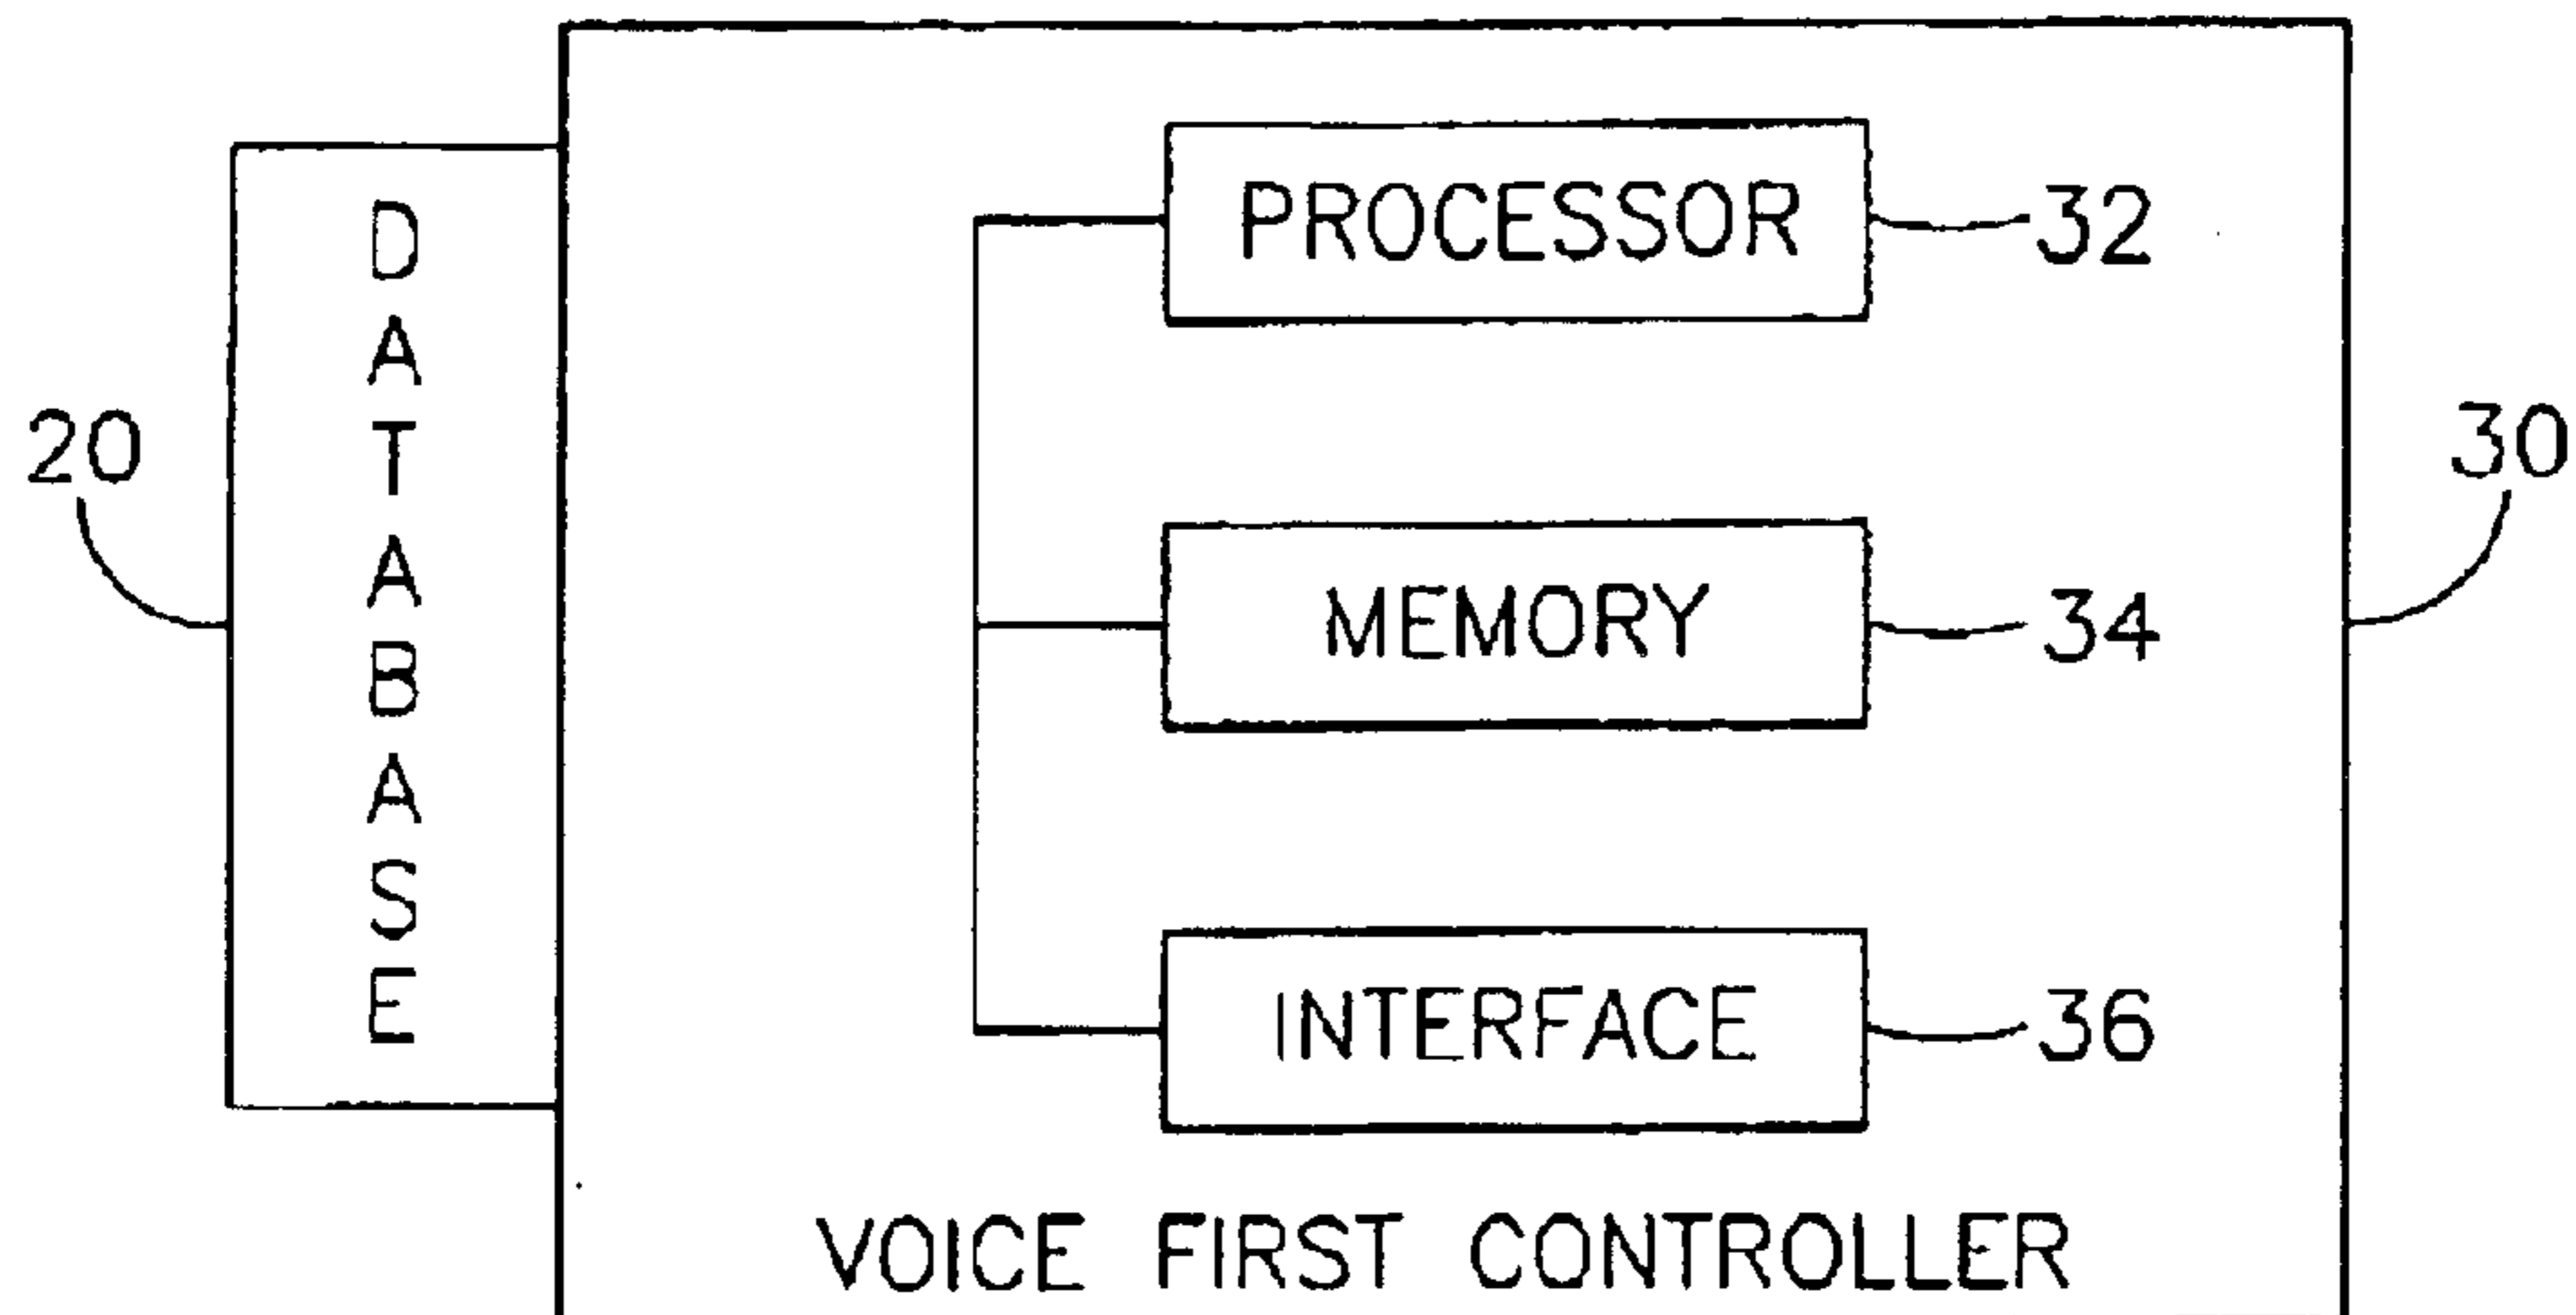 PROCESSOR
32
DATABASE
20
30
MEMORY
34
INTERFACE
36
VOICE FIRST CONTROLLER